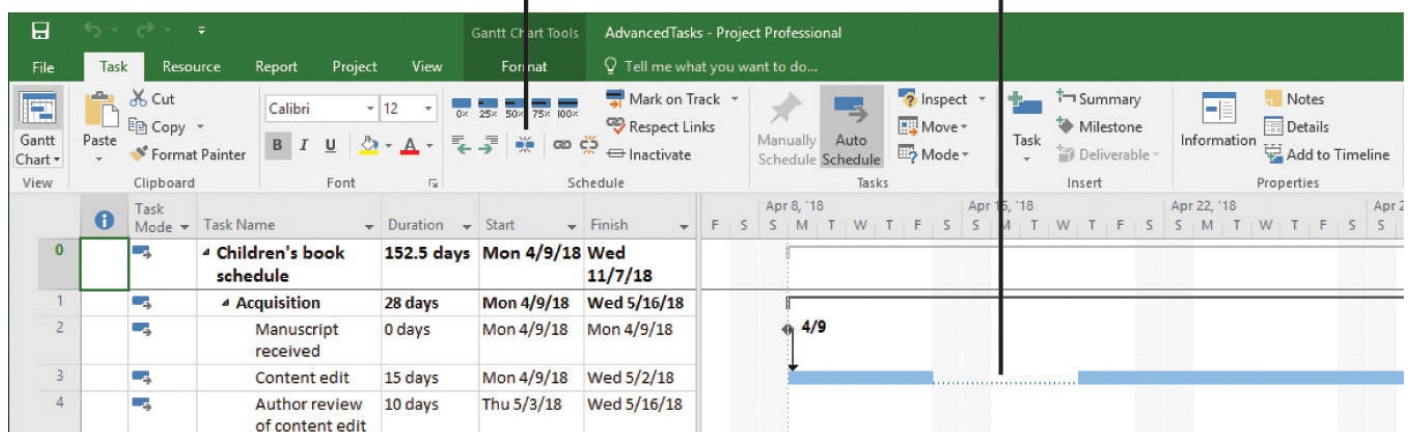 Gantt Chart Tools AdvancedTasks - Project Professional
File Task Resource Report Project View Format Tell me what you want to do...
Gantt Chart
Paste
Cut
Copy
Format Painter
Calibri 12
B I U A
0% 25% 50% 75% 100%
Mark on Track
Respect Links
Inactivate
Manually Schedule
Auto Schedule
Inspect
Move
Mode
Task
Summary
Milestone
Deliverable
Information
Notes
Details
Add to Timeline
View Clipboard Font Schedule Tasks Insert Properties
Task Mode Task Name Duration Start Finish
Apr 8, '18 Apr 15, '18 Apr 22, '18
F S S M T W T F S S M T W T F S S M T W T F S S
0 Children's book schedule 152.5 days Mon 4/9/18 Wed 11/7/18
1 Acquisition 28 days Mon 4/9/18 Wed 5/16/18
2 Manuscript received 0 days Mon 4/9/18 Mon 4/9/18 4/9
3 Content edit 15 days Mon 4/9/18 Wed 5/2/18
4 Author review of content edit 10 days Thu 5/3/18 Wed 5/16/18